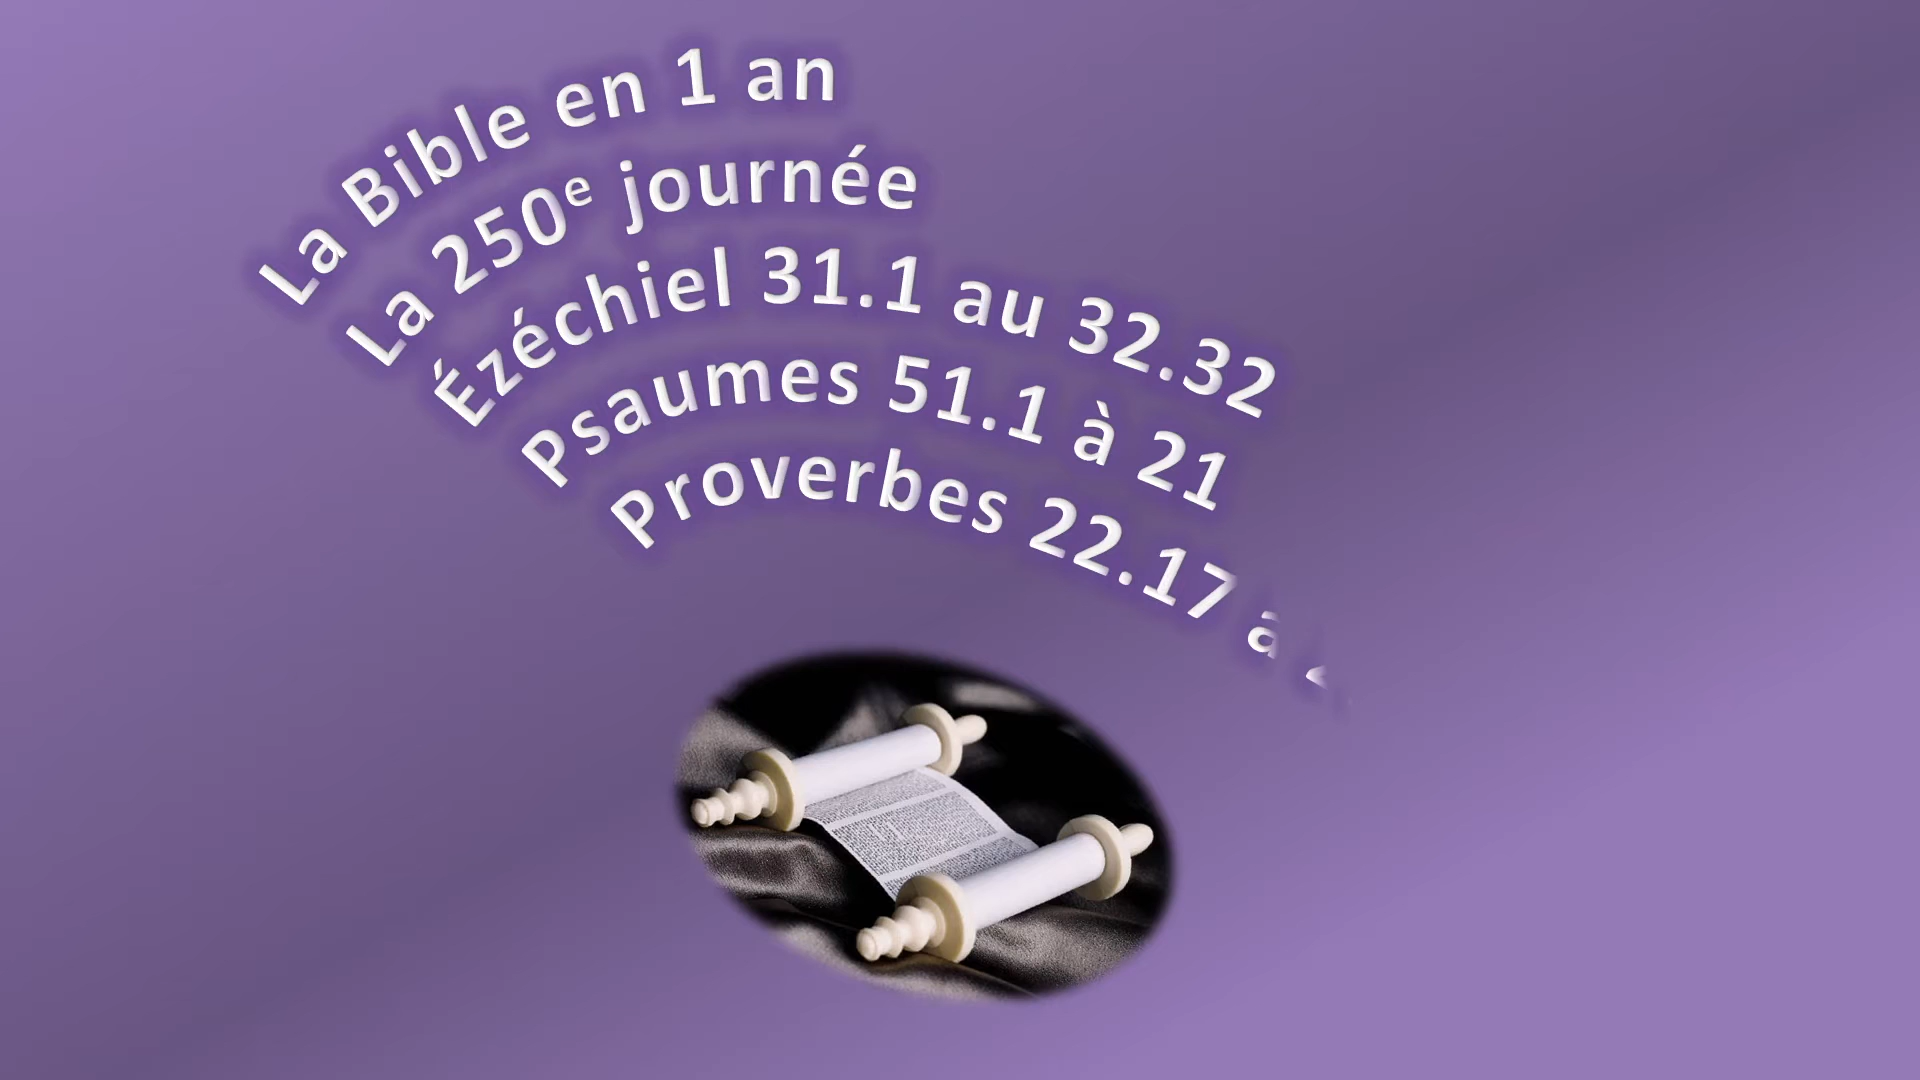 La Bible en 1 an
La 250e journée
Ézéchiel 31.1 au 32.32
Psaumes 51.1 à 21
Proverbes 22.17 à